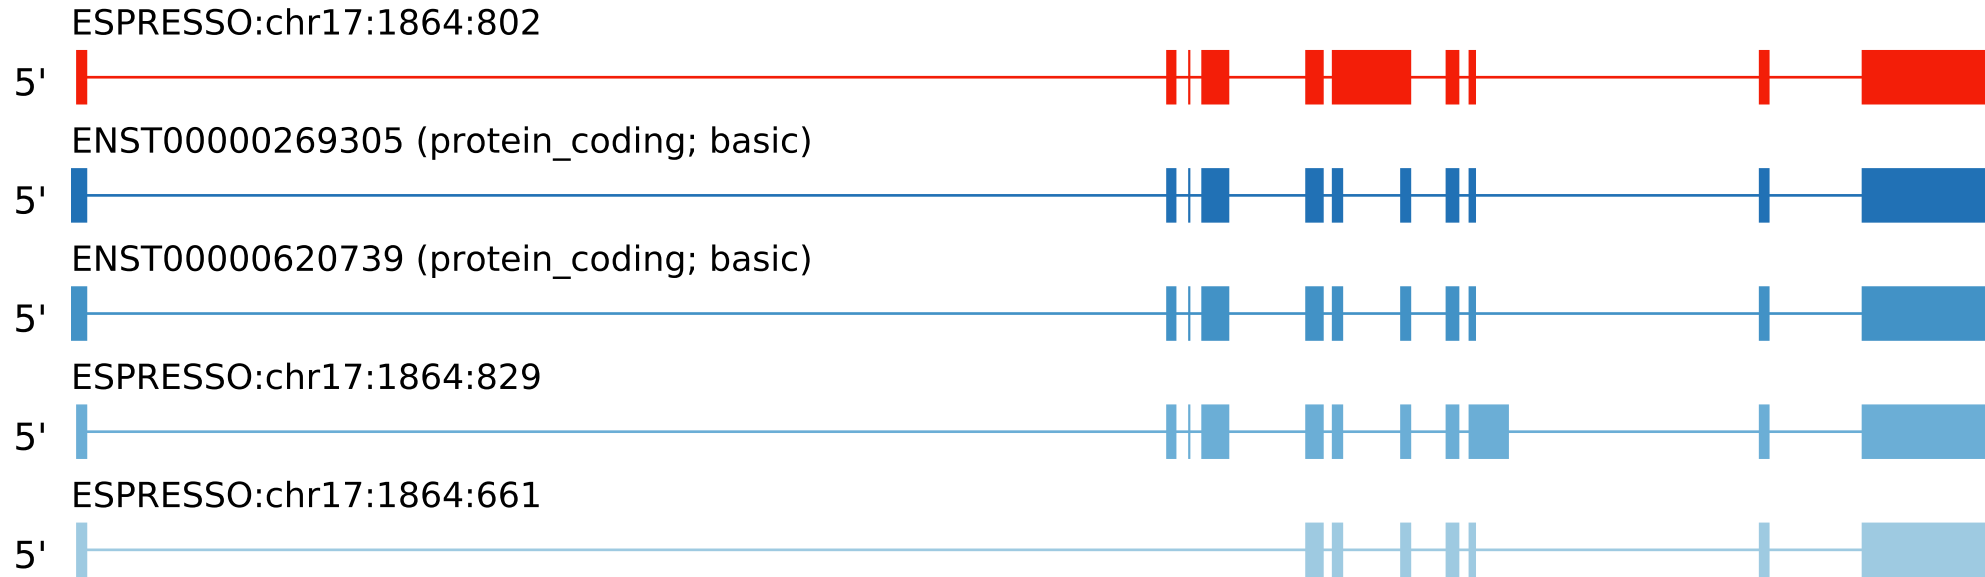 ESPRESSO:chr17:1864:802
5'
ENST00000269305 (protein_coding; basic)
5'
ENST00000620739 (protein_coding; basic)
5'
ESPRESSO:chr17:1864:829
5'
ESPRESSO:chr17:1864:661
5'